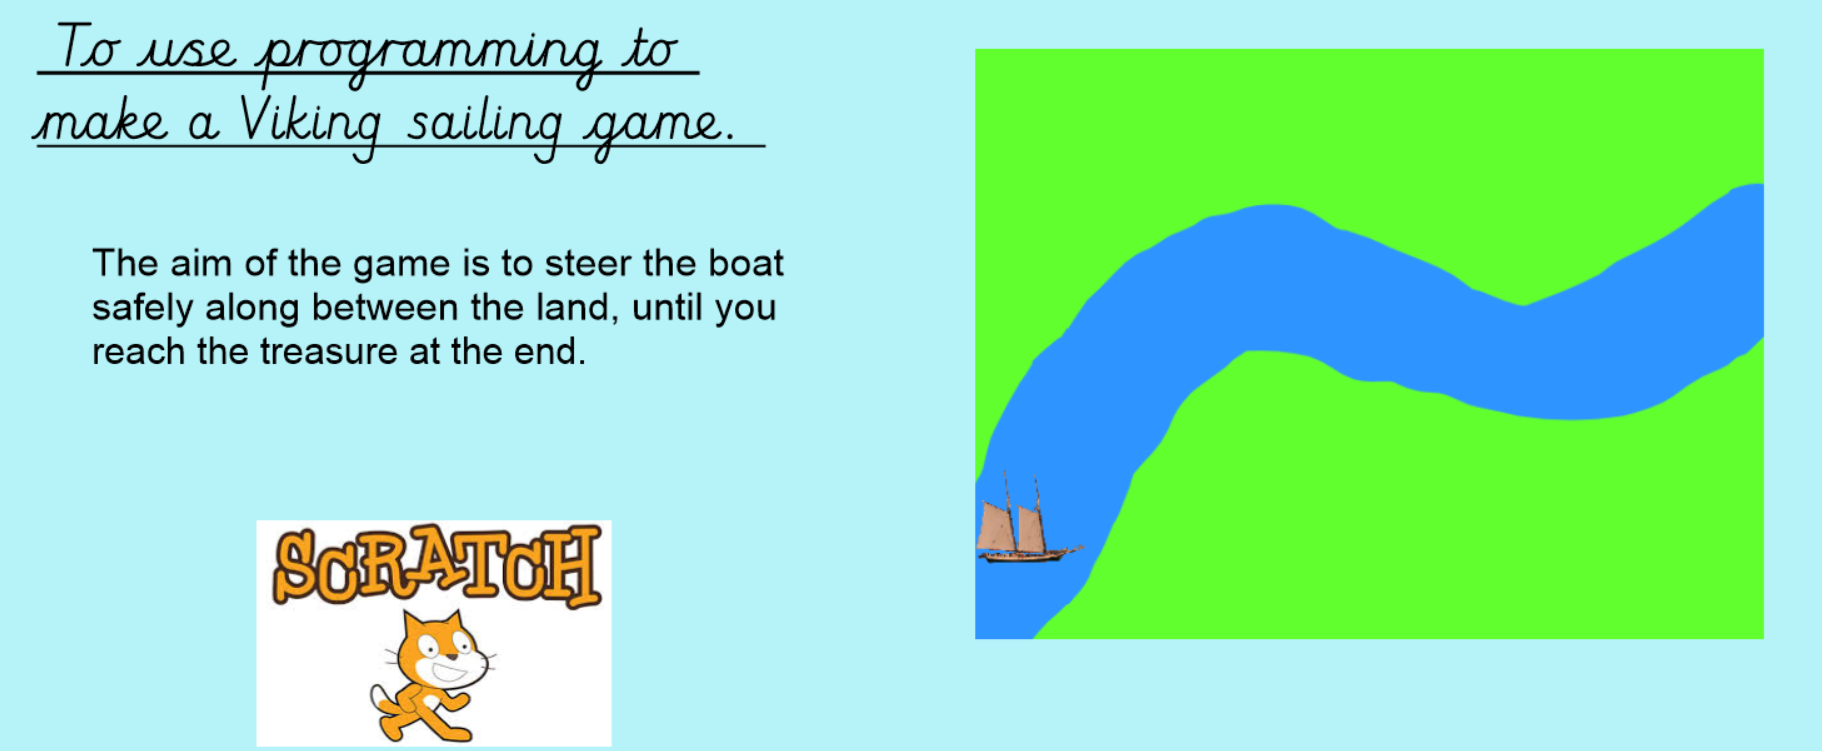 To use programming to
make a Viking sailing game.
The aim of the game is to steer the boat
safely along between the land, until you
reach the treasure at the end.
SCRATCH